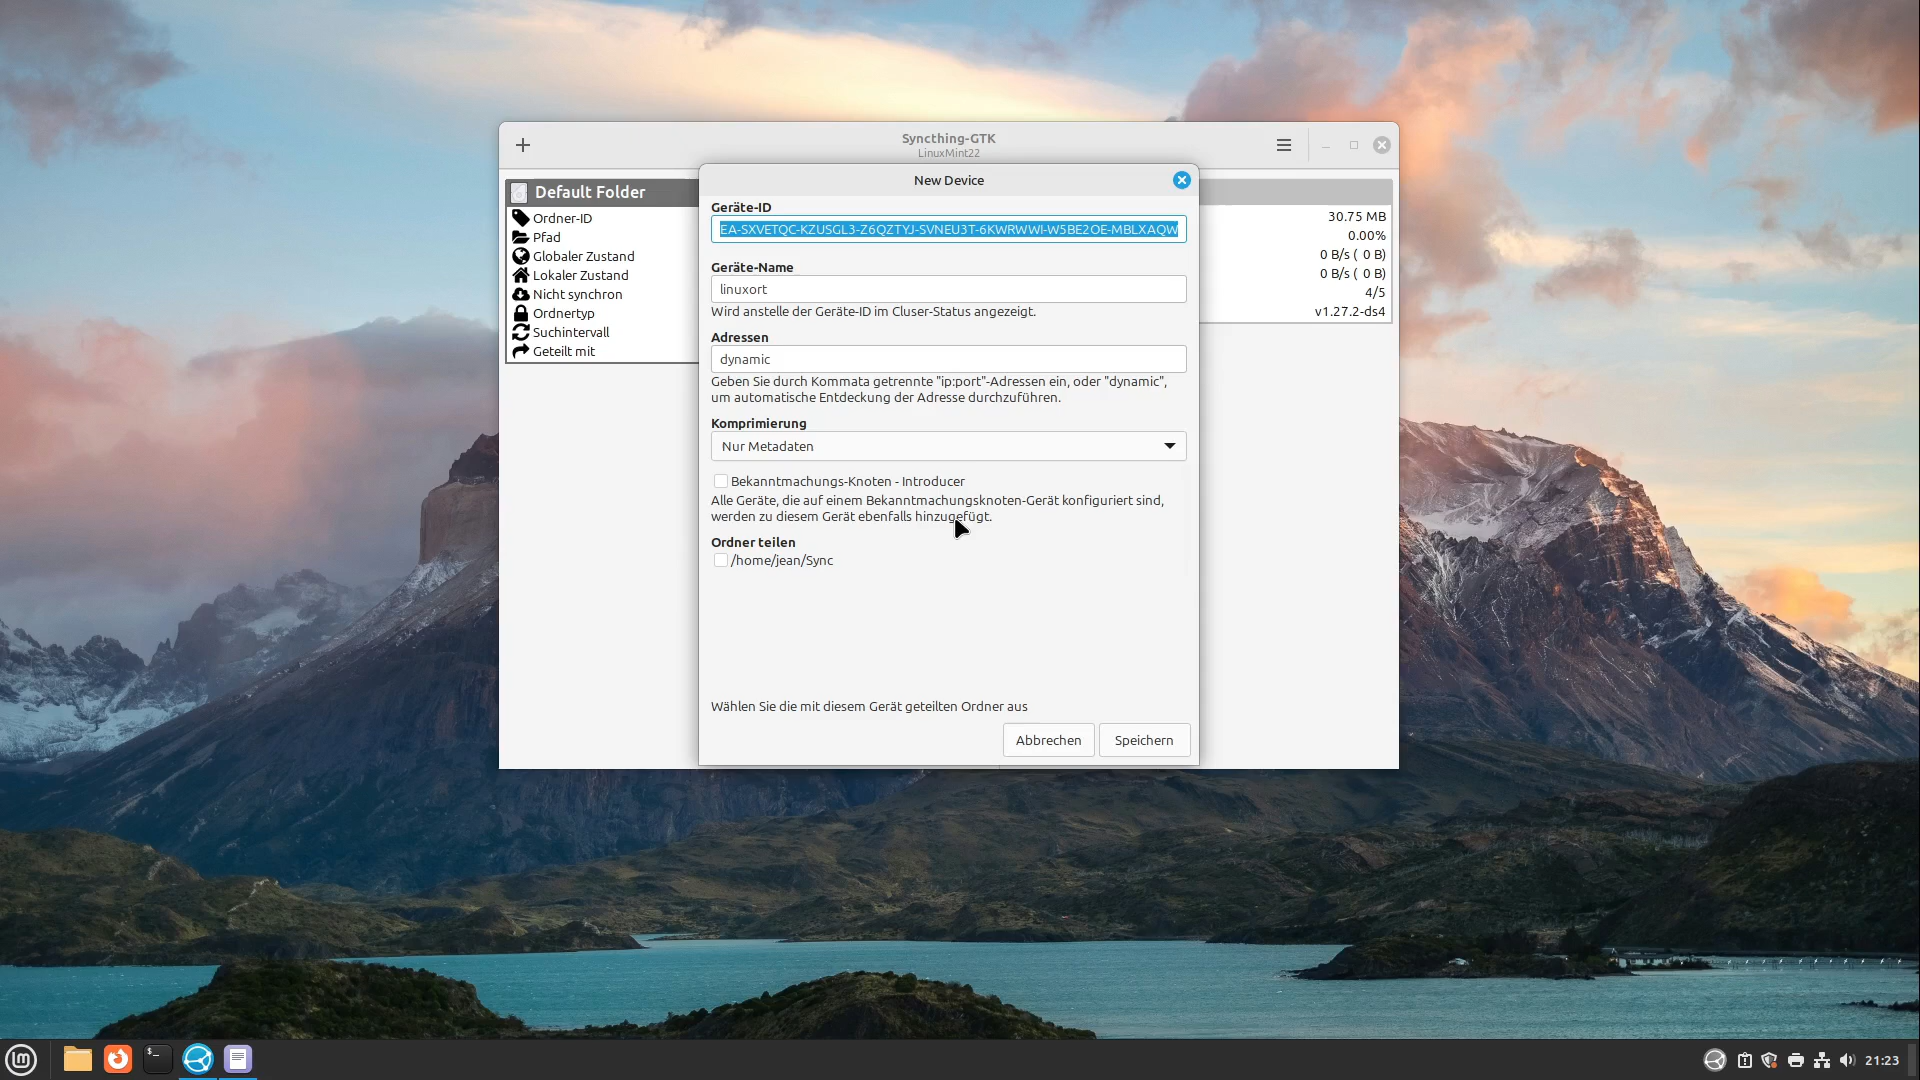 Syncthing-GTK
LinuxMint22
New Device
Default Folder
Ordner-ID
Pfad
Globaler Zustand
Lokaler Zustand
Nicht synchron
Ordnertyp
Suchintervall
Geteilt mit
Geräte-ID
EA-SXVETQC-KZUSGL3-Z6QZTYJ-SVNEU3T-6KWRWWI-W5BE2OE-MBLXAQW
Geräte-Name
linuxort
Wird anstelle der Geräte-ID im Cluser-Status angezeigt.
Adressen
dynamic
Geben Sie durch Kommata getrennte "ip:port"-Adressen ein, oder "dynamic",
um automatische Entdeckung der Adresse durchzuführen.
Komprimierung
Nur Metadaten
Bekanntmachungs-Knoten - Introducer
Alle Geräte, die auf einem Bekanntmachungsknoten-Gerät konfiguriert sind,
werden zu diesem Gerät ebenfalls hinzugefügt.
Ordner teilen
/home/jean/Sync
Wählen Sie die mit diesem Gerät geteilten Ordner aus
Abbrechen
Speichern
30.75 MB
0.00%
0 B/s ( 0 B)
0 B/s ( 0 B)
4/5
v1.27.2-ds4
21:23